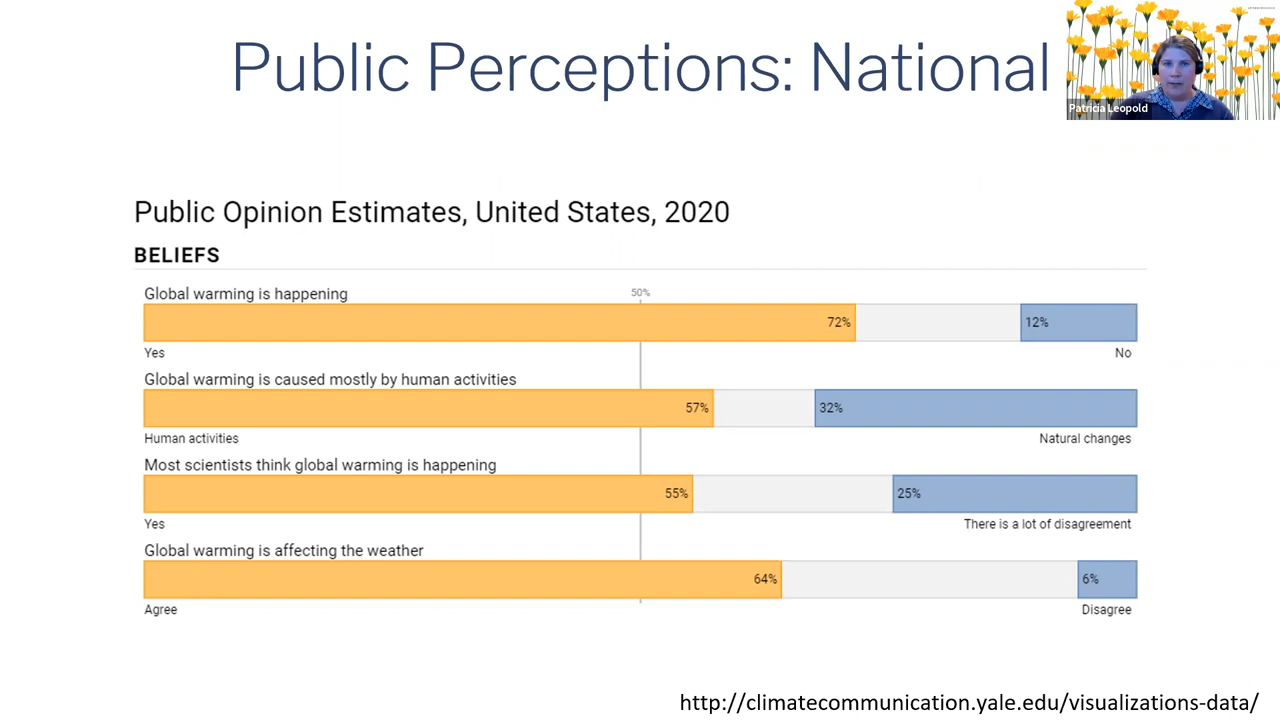 Public Perceptions: National
Patricia Leopold
Public Opinion Estimates, United States, 2020
BELIEFS
Global warming is happening
50%
72%
12%
Yes
No
Global warming is caused mostly by human activities
57%
32%
Human activities
Natural changes
Most scientists think global warming is happening
55%
25%
Yes
There is a lot of disagreement
Global warming is affecting the weather
64%
6%
Agree
Disagree
http://climatecommunication.yale.edu/visualizations-data/